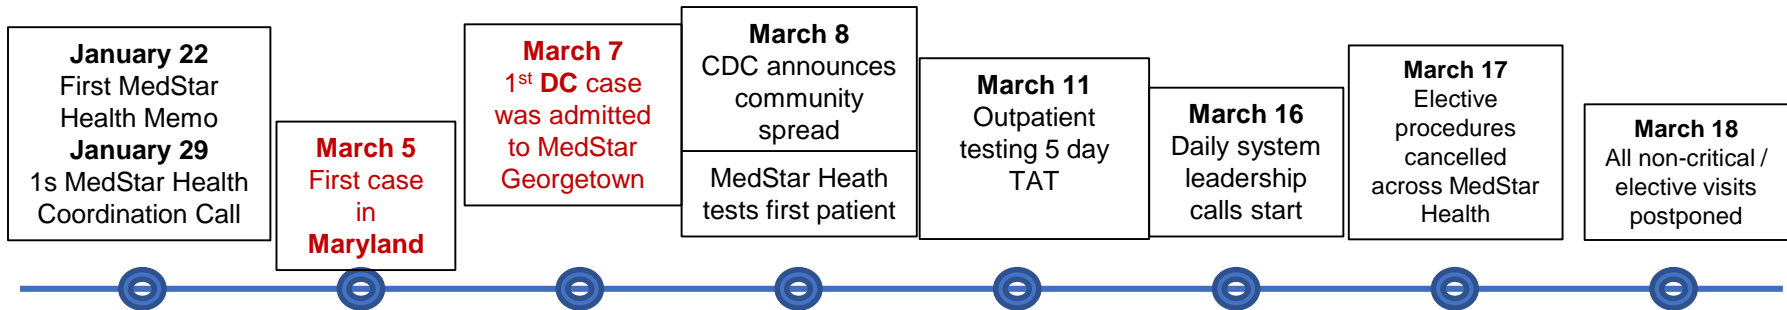 January 22
First MedStar
Health Memo
January 29
1s MedStar Health
Coordination Call
March 5
First case
in
Maryland
March 7
1st DC case
was admitted
to MedStar
Georgetown
March 8
CDC announces
community
spread
MedStar Heath
tests first patient
March 11
Outpatient
testing 5 day
TAT
March 16
Daily system
leadership
calls start
March 17
Elective
procedures
cancelled
across MedStar
Health
March 18
All non-critical /
elective visits
postponed